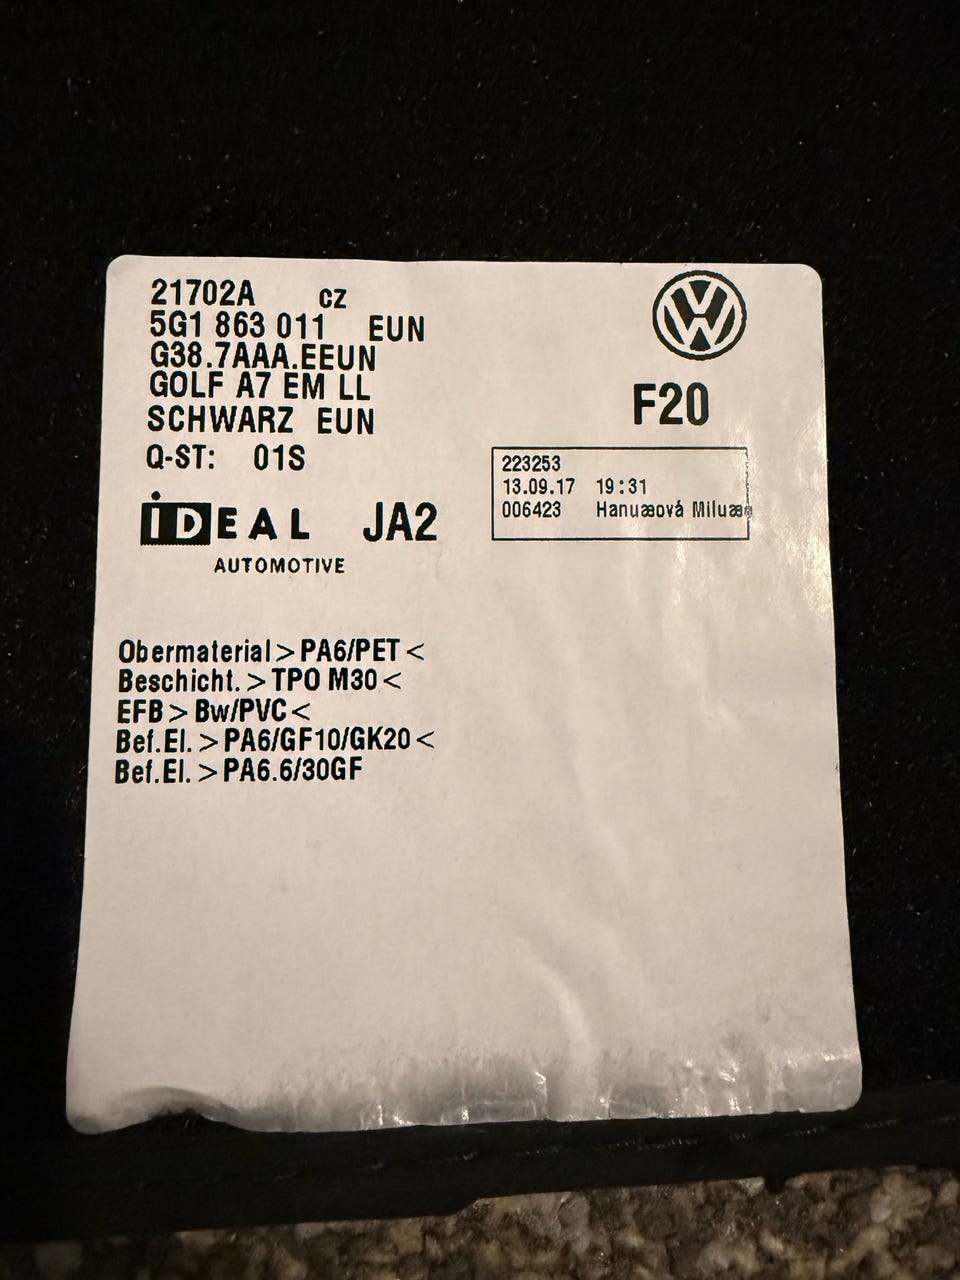 21702A CZ
5G1 863 011 EUN
G38.7AAA.EEUN
GOLF A7 EM LL
SCHWARZ EUN
Q-ST: 01S
F20
223253
13.09.17 19:31
006423 Hanuæová Miluæe
iDEAL JA2
AUTOMOTIVE
Obermaterial>PA6/PET<
Beschicht.>TPO M30<
EFB>Bw/PVC<
Bef.El.>PA6/GF10/GK20<
Bef.El.>PA6.6/30GF